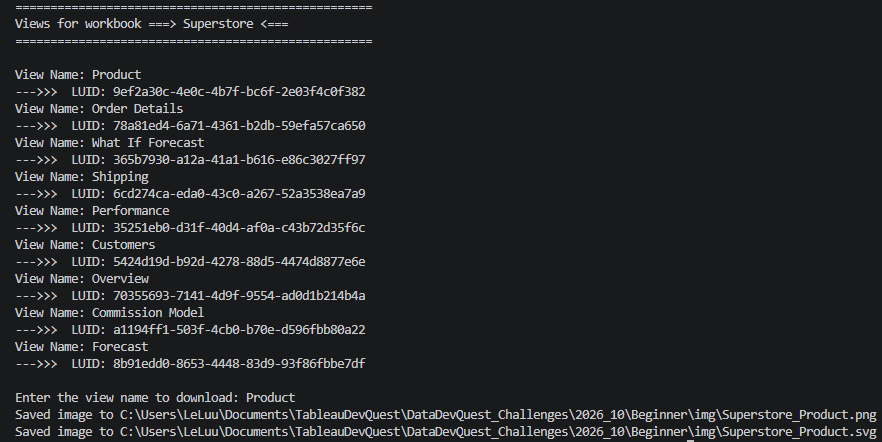 ===================================================
Views for workbook ===> Superstore <===
===================================================
View Name: Product
--->>>  LUID: 9ef2a30c-4e0c-4b7f-bc6f-2e03f4c0f382
View Name: Order Details
--->>>  LUID: 78a81ed4-6a71-4361-b2db-59efa57ca650
View Name: What If Forecast
--->>>  LUID: 365b7930-a12a-41a1-b616-e86c3027ff97
View Name: Shipping
--->>>  LUID: 6cd274ca-eda0-43c0-a267-52a3538ea7a9
View Name: Performance
--->>>  LUID: 35251eb0-d31f-40d4-af0a-c43b72d35f6c
View Name: Customers
--->>>  LUID: 5424d19d-b92d-4278-88d5-4474d8877e6e
View Name: Overview
--->>>  LUID: 70355693-7141-4d9f-9554-ad0d1b214b4a
View Name: Commission Model
--->>>  LUID: a1194ff1-503f-4cb0-b70e-d596fbb80a22
View Name: Forecast
--->>>  LUID: 8b91edd0-8653-4448-83d9-93f86fbbe7df
Enter the view name to download: Product
Saved image to C:\Users\LeLuu\Documents\TableauDevQuest\DataDevQuest_Challenges\2026_10\Beginner\img\Superstore_Product.png
Saved image to C:\Users\LeLuu\Documents\TableauDevQuest\DataDevQuest_Challenges\2026_10\Beginner\img\Superstore_Product.svg